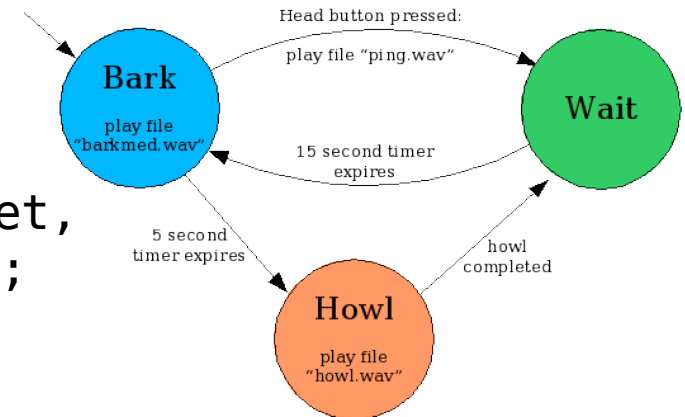 Head button pressed:
play file “ping.wav”
Bark
play file
“barkmed.wav”
Wait
15 second timer
expires
et,
;
5 second
timer expires
howl
completed
Howl
play file
“howl.wav”